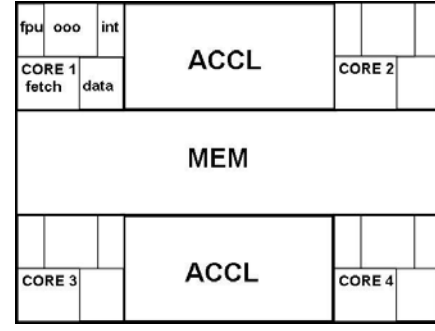 fpu ooo int
ACCL
CORE 1
fetch data
CORE 2
MEM
CORE 3
ACCL
CORE 4